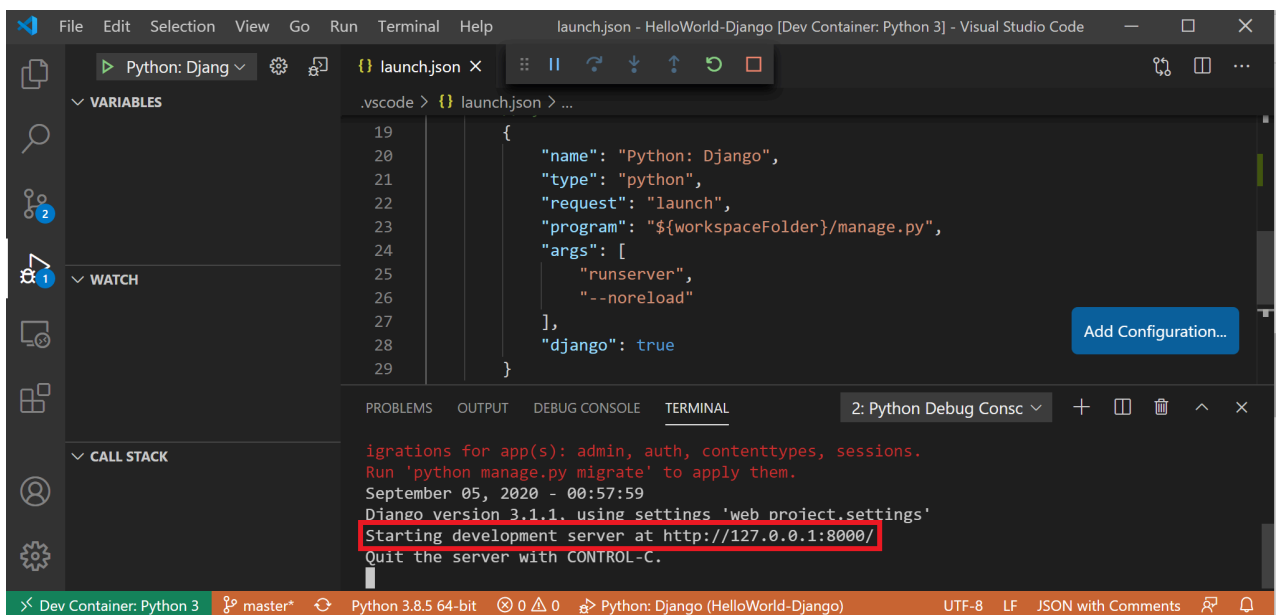 File Edit Selection View Go Run Terminal Help launch.json - HelloWorld-Django [Dev Container: Python 3] - Visual Studio Code
Python: Djang
{} launch.json
VARIABLES
.vscode > {} launch.json > ...
19 {
20 "name": "Python: Django",
21 "type": "python",
22 "request": "launch",
23 "program": "${workspaceFolder}/manage.py",
24 "args": [
25 "runserver",
26 "--noreload"
27 ],
28 "django": true
29 }
2
1
WATCH
Add Configuration...
PROBLEMS OUTPUT DEBUG CONSOLE TERMINAL 2: Python Debug Consc
CALL STACK
igrations for app(s): admin, auth, contenttypes, sessions.
Run 'python manage.py migrate' to apply them.
September 05, 2020 - 00:57:59
Django version 3.1.1, using settings 'web_project.settings'
Starting development server at http://127.0.0.1:8000/
Quit the server with CONTROL-C.
Dev Container: Python 3 master* Python 3.8.5 64-bit 0 0 Python: Django (HelloWorld-Django) UTF-8 LF JSON with Comments